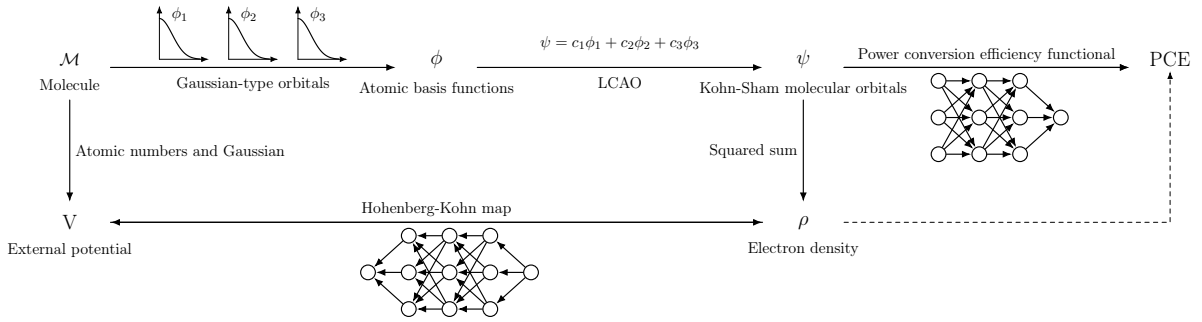 ϕ₁ ϕ₂ ϕ₃
ψ = c₁ϕ₁ + c₂ϕ₂ + c₃ϕ₃
ℳ
Molecule
Gaussian-type orbitals
ϕ
Atomic basis functions
LCAO
ψ
Kohn-Sham molecular orbitals
Power conversion efficiency functional
PCE
Atomic numbers and Gaussian
Squared sum
V
External potential
Hohenberg-Kohn map
ρ
Electron density